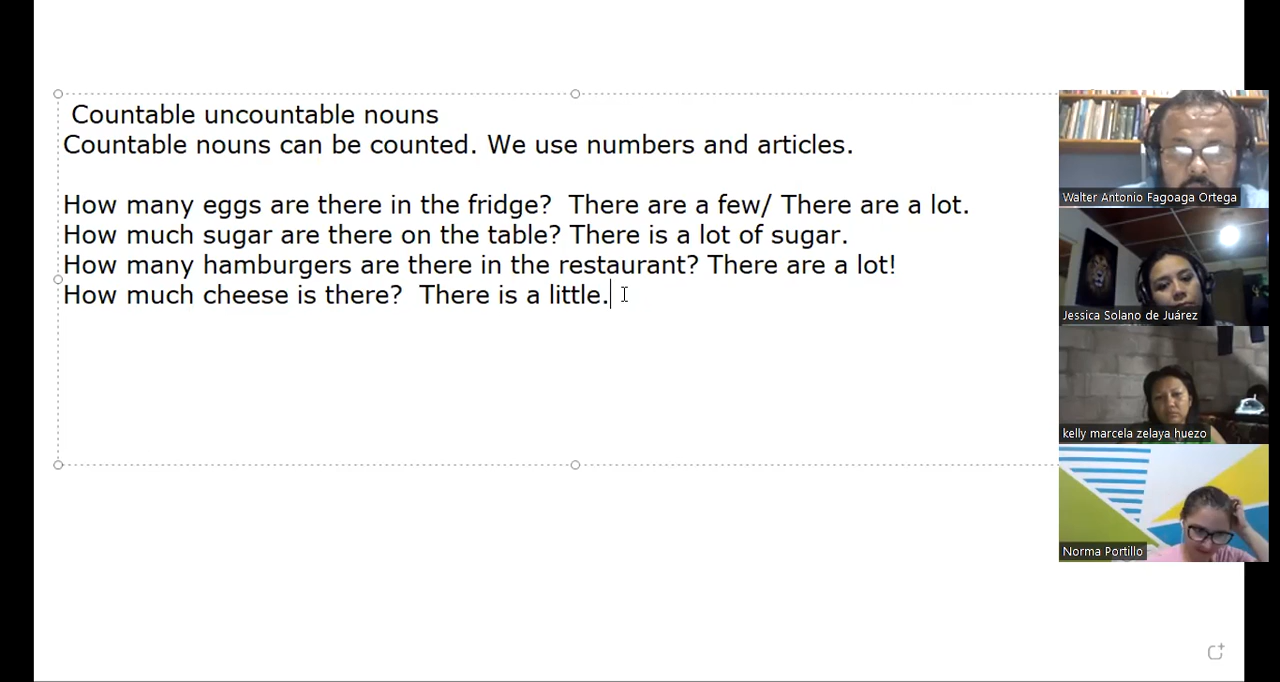 Countable uncountable nouns
Countable nouns can be counted. We use numbers and articles.
How many eggs are there in the fridge?  There are a few/ There are a lot.
How much sugar are there on the table? There is a lot of sugar.
How many hamburgers are there in the restaurant? There are a lot!
How much cheese is there?  There is a little.
Walter Antonio Fagoaga Ortega
Jessica Solano de Juárez
kelly marcela zelaya huezo
Norma Portillo